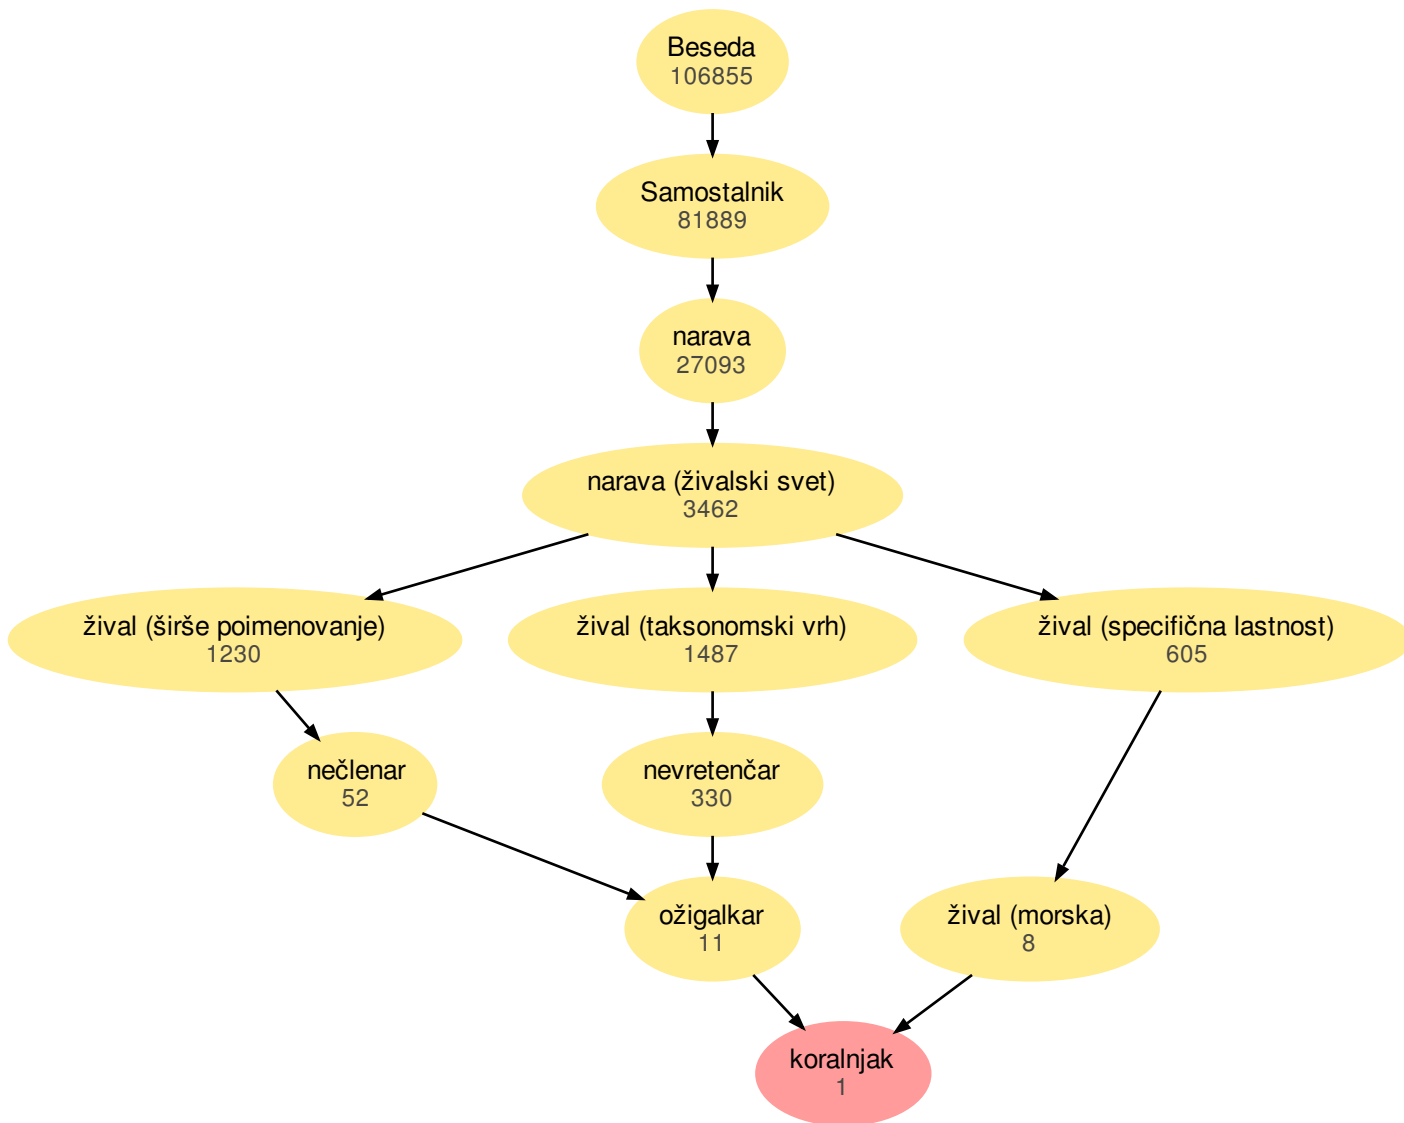 Beseda
106855
Samostalnik
81889
narava
27093
narava (živalski svet)
3462
žival (širše poimenovanje)
1230
žival (taksonomski vrh)
1487
žival (specifična lastnost)
605
nečlenar
52
nevretenčar
330
ožigalkar
11
žival (morska)
8
koralnjak
1